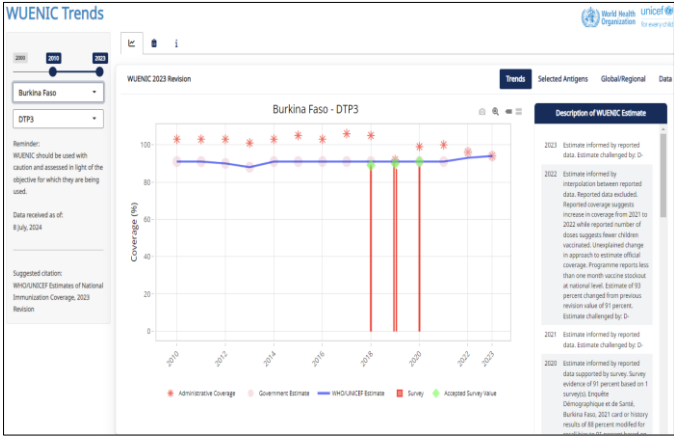 WUENIC Trends
World Health
Organization
unicef
for every child
2000
2010
2023
Burkina Faso
DTP3
Reminder:
WUENIC should be used with
caution and assessed in light of the
objective for which they are being
used.
Data received as of:
8 July, 2024
Suggested citation:
WHO/UNICEF Estimates of National
Immunization Coverage, 2023
Revision
WUENIC 2023 Revision
Trends
Selected Antigens
Global/Regional
Data
Burkina Faso - DTP3
Coverage (%)
100
80
60
40
20
0
2010
2012
2014
2016
2018
2020
2022
2023
Administrative Coverage
Government Estimate
WHO/UNICEF Estimate
Survey
Accepted Survey Value
Description of WUENIC Estimate
2023 Estimate informed by reported
data. Estimate challenged by: D-
2022 Estimate informed by
interpolation between reported
data. Reported data excluded.
Reported coverage suggests
increase in coverage from 2021 to
2022 while reported number of
doses suggests fewer children
vaccinated. Unexplained change
in approach to estimate official
coverage. Programme reports less
than one month vaccine stockout
at national level. Estimate of 93
percent changed from previous
revision value of 91 percent.
Estimate challenged by: D-
2021 Estimate informed by reported
data. Estimate challenged by: D-
2020 Estimate informed by reported
data supported by survey. Survey
evidence of 91 percent based on 1
survey(s). Enquête
Démographique et de Santé,
Burkina Faso, 2021 card or history
results of 88 percent modified for